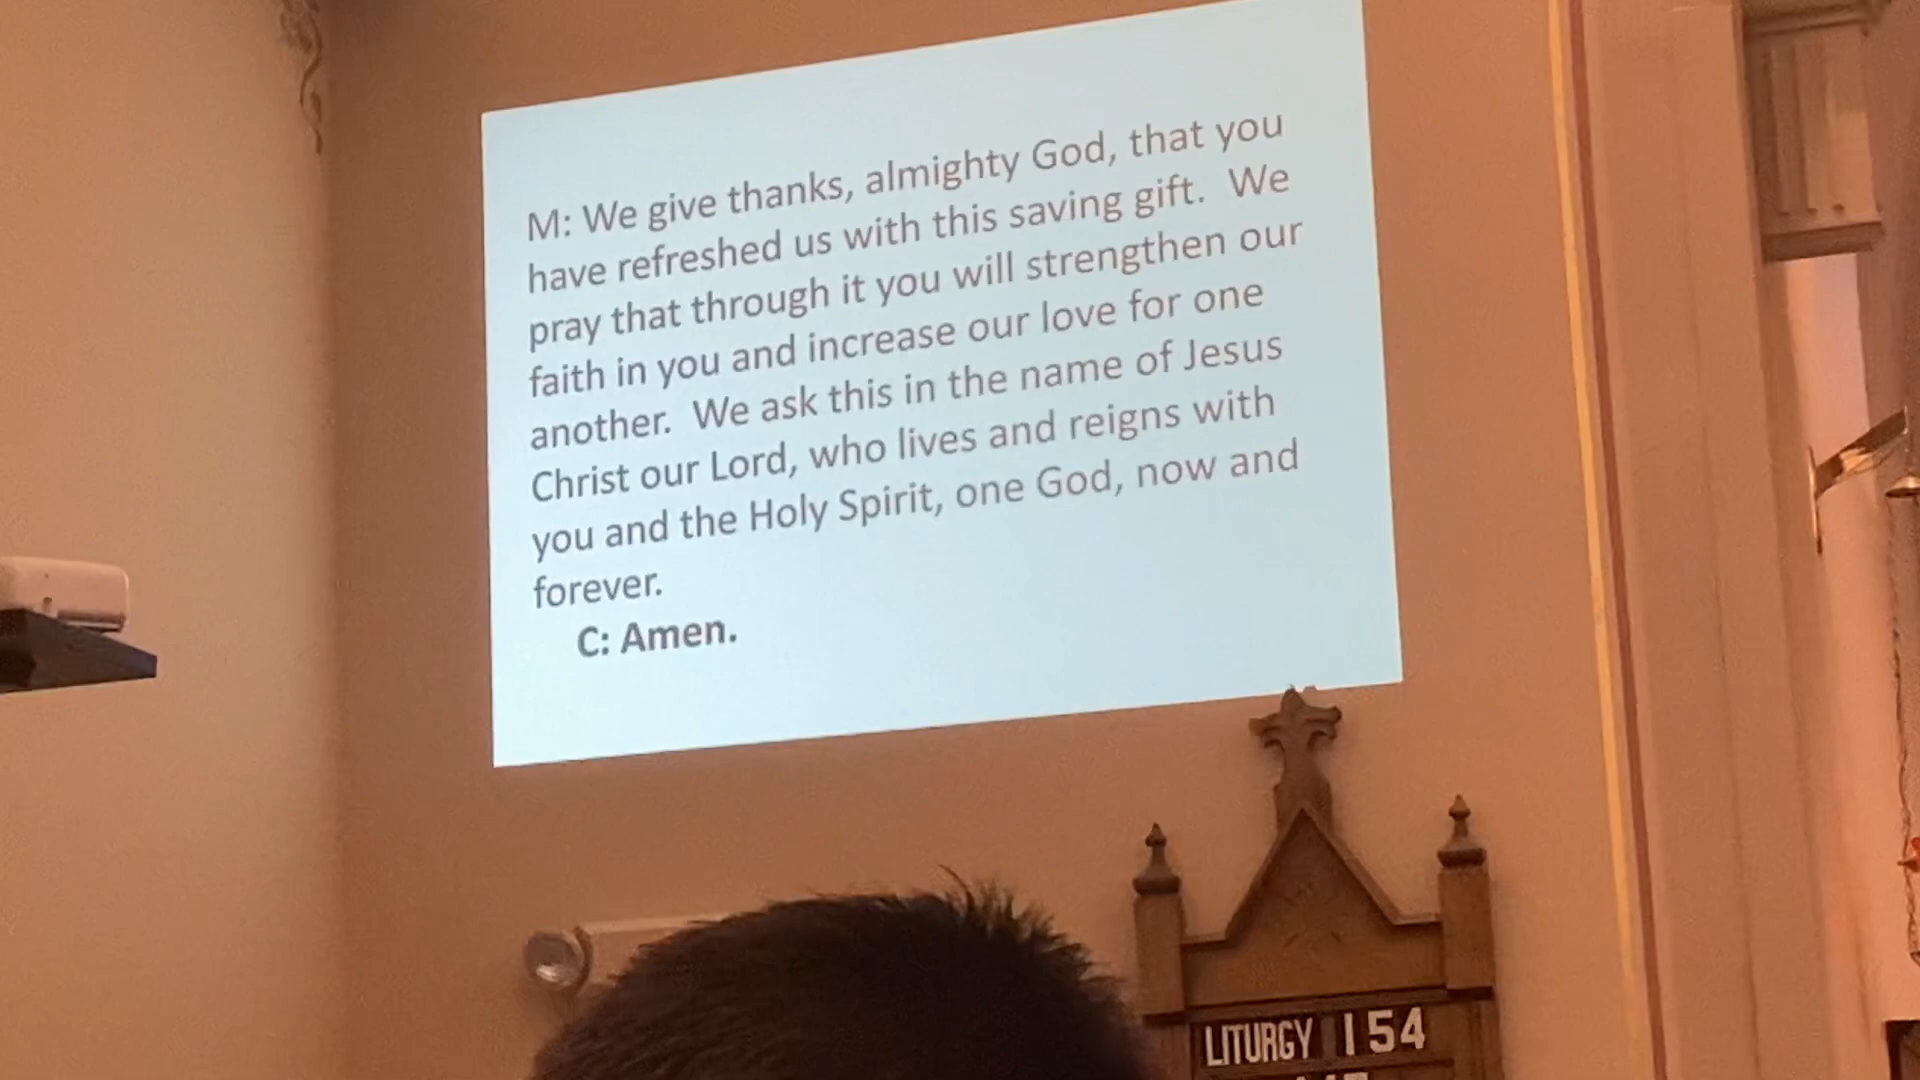 M: We give thanks, almighty God, that you
have refreshed us with this saving gift. We
pray that through it you will strengthen our
faith in you and increase our love for one
another. We ask this in the name of Jesus
Christ our Lord, who lives and reigns with
you and the Holy Spirit, one God, now and
forever.
C: Amen.
LITURGY 154